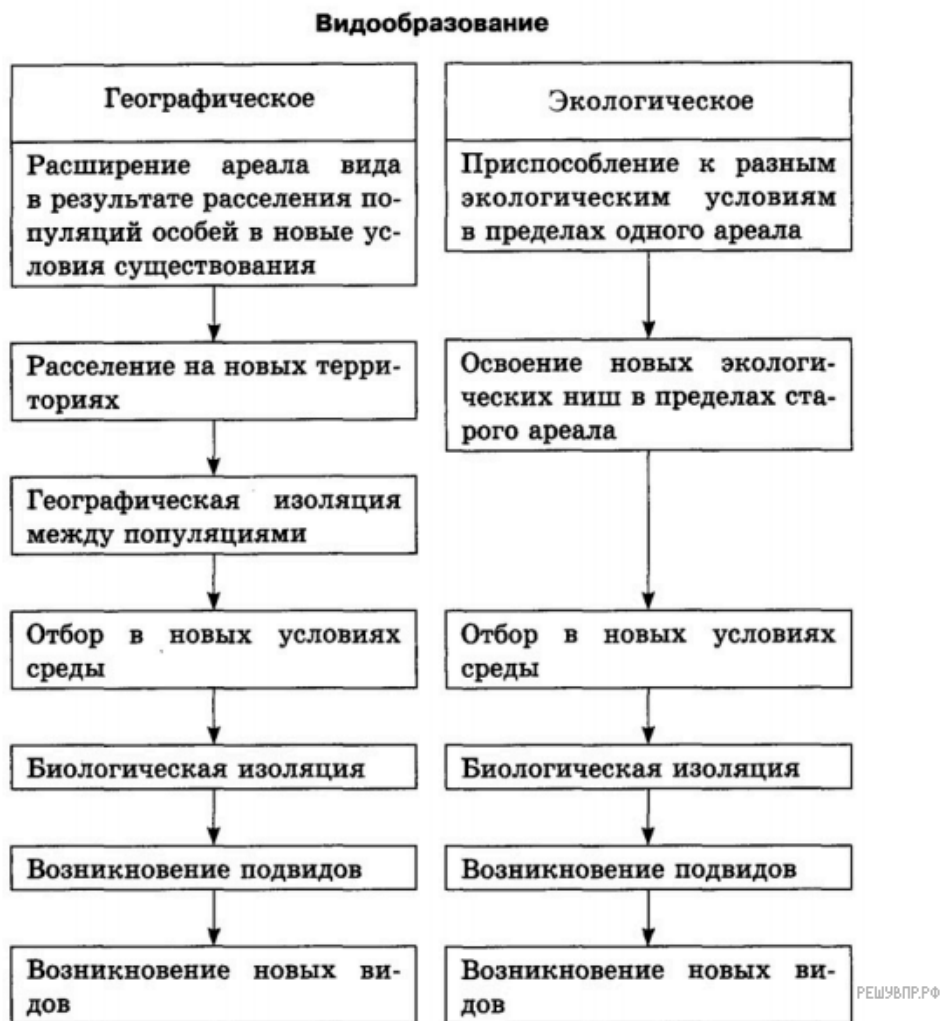 Видообразование
Географическое
Расширение ареала вида
в результате расселения по-
пуляций особей в новые ус-
ловия существования
Расселение на новых терри-
ториях
Географическая изоляция
между популяциями
Отбор в новых условиях
среды
Биологическая изоляция
Возникновение подвидов
Возникновение новых ви-
дов
Экологическое
Приспособление к разным
экологическим условиям
в пределах одного ареала
Освоение новых экологи-
ческих ниш в пределах ста-
рого ареала
Отбор в новых условиях
среды
Биологическая изоляция
Возникновение подвидов
Возникновение новых ви-
дов
РЕШУВПР.РФ